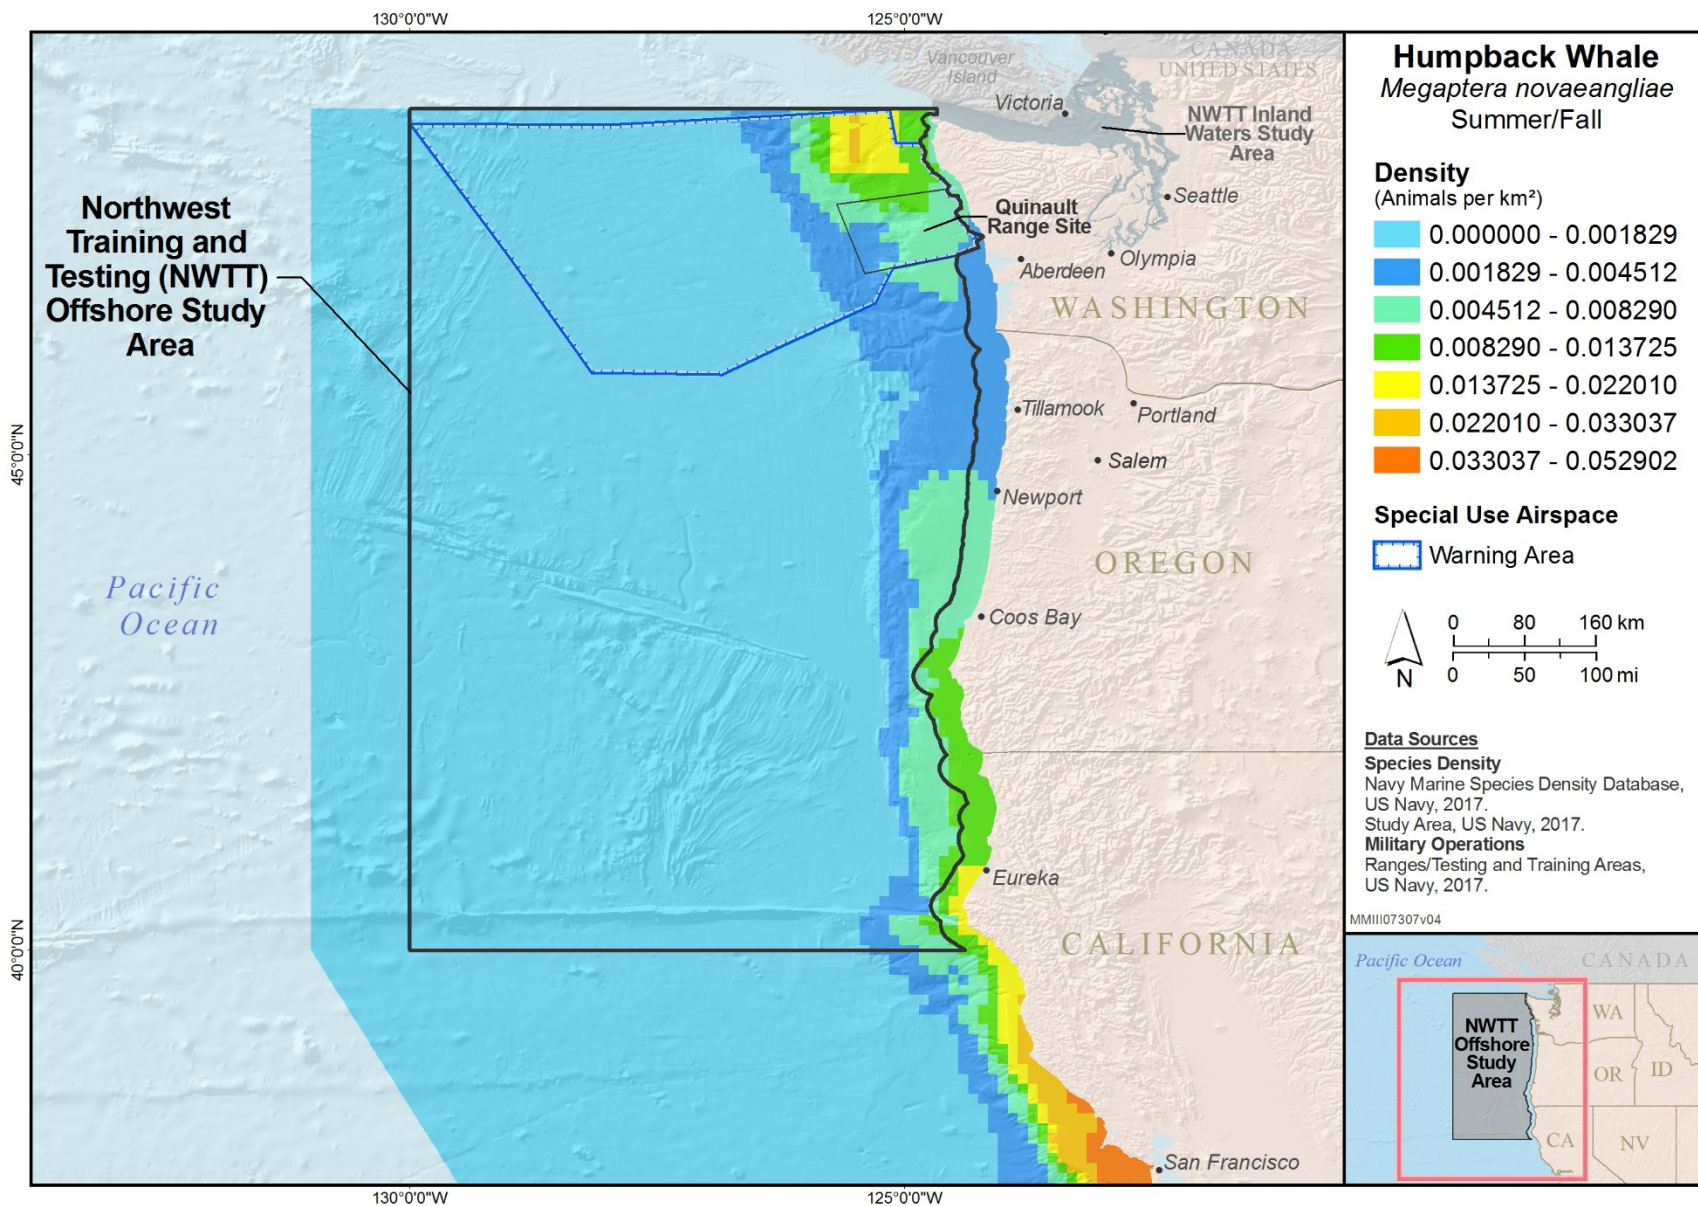 130°0'0"W
125°0'0"W
CANADA
UNITED STATES
Vancouver
Island
Victoria
NWTT Inland
Waters Study
Area
Seattle
Northwest
Training and
Testing (NWTT)
Offshore Study
Area
Quinault
Range Site
Aberdeen
Olympia
WASHINGTON
Tillamook
Portland
45°0'0"N
Salem
Newport
OREGON
Pacific
Ocean
Coos Bay
Eureka
40°0'0"N
CALIFORNIA
San Francisco
130°0'0"W
125°0'0"W
Humpback Whale
Megaptera novaeangliae
Summer/Fall
Density
(Animals per km²)
0.000000 - 0.001829
0.001829 - 0.004512
0.004512 - 0.008290
0.008290 - 0.013725
0.013725 - 0.022010
0.022010 - 0.033037
0.033037 - 0.052902
Special Use Airspace
Warning Area
0 80 160 km
0 50 100 mi
N
Data Sources
Species Density
Navy Marine Species Density Database,
US Navy, 2017.
Study Area, US Navy, 2017.
Military Operations
Ranges/Testing and Training Areas,
US Navy, 2017.
MMIII07307v04
Pacific Ocean
CANADA
NWTT
Offshore
Study
Area
WA
OR
ID
CA
NV